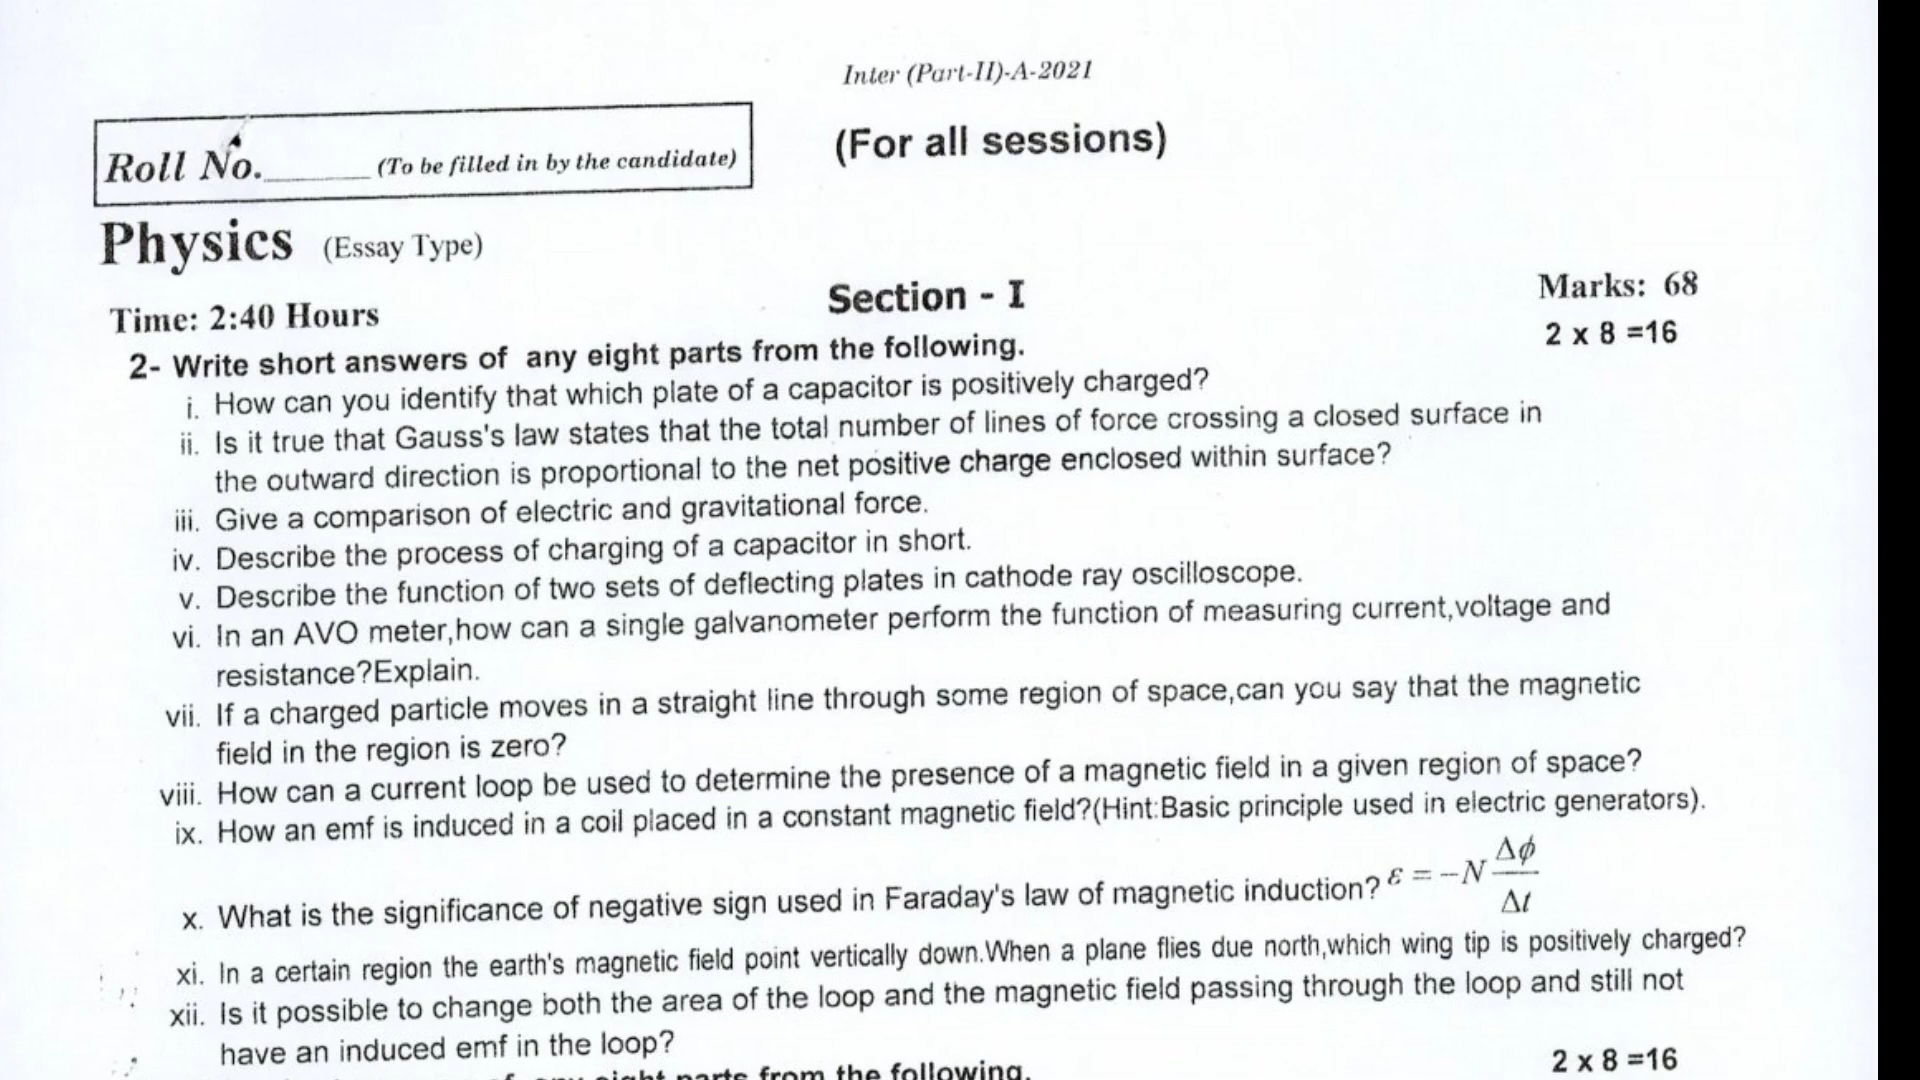 Inter (Part-II)-A-2021
Roll No.______ (To be filled in by the candidate)
(For all sessions)
Physics (Essay Type)
Section - I
Marks: 68
Time: 2:40 Hours
2 x 8 =16
2- Write short answers of any eight parts from the following.
i. How can you identify that which plate of a capacitor is positively charged?
ii. Is it true that Gauss's law states that the total number of lines of force crossing a closed surface in
the outward direction is proportional to the net positive charge enclosed within surface?
iii. Give a comparison of electric and gravitational force.
iv. Describe the process of charging of a capacitor in short.
v. Describe the function of two sets of deflecting plates in cathode ray oscilloscope.
vi. In an AVO meter,how can a single galvanometer perform the function of measuring current,voltage and
resistance?Explain.
vii. If a charged particle moves in a straight line through some region of space,can you say that the magnetic
field in the region is zero?
viii. How can a current loop be used to determine the presence of a magnetic field in a given region of space?
ix. How an emf is induced in a coil placed in a constant magnetic field?(Hint:Basic principle used in electric generators).
x. What is the significance of negative sign used in Faraday's law of magnetic induction? ε = -N Δϕ/Δt
xi. In a certain region the earth's magnetic field point vertically down.When a plane flies due north,which wing tip is positively charged?
xii. Is it possible to change both the area of the loop and the magnetic field passing through the loop and still not
have an induced emf in the loop?
any eight parts from the following.
2 x 8 =16